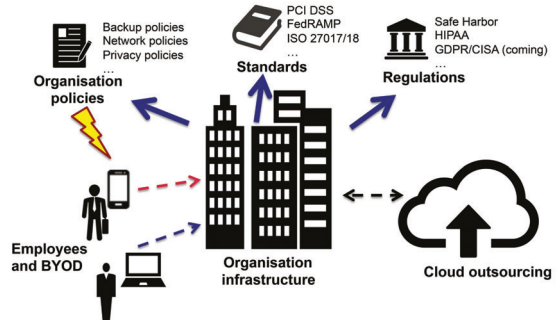 Backup policies
Network policies
Privacy policies
...
Organisation
policies
PCI DSS
FedRAMP
ISO 27017/18
...
Standards
Safe Harbor
HIPAA
GDPR/CISA (coming)
...
Regulations
Employees
and BYOD
Organisation
infrastructure
Cloud outsourcing